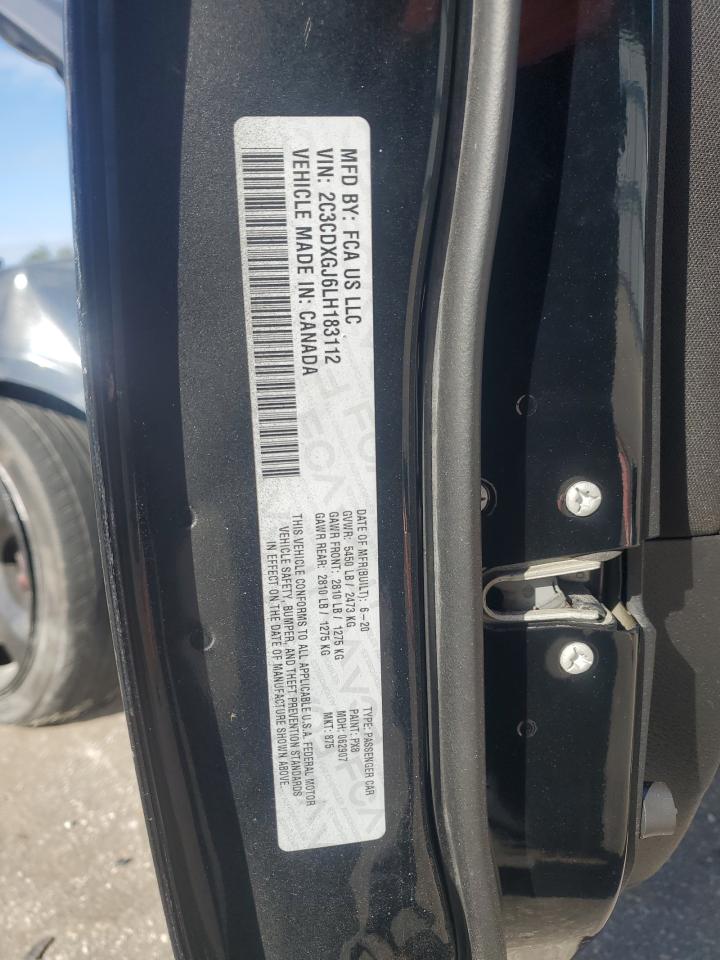 MFD BY: FCA US LLC
VIN: 2C3CDXGJ6LH183112
VEHICLE MADE IN: CANADA
DATE OF MFR(BUILT): 6-20
GVWR: 5450 LB / 2473 KG
GAWR FRONT: 2810 LB / 1275 KG
GAWR REAR: 2810 LB / 1275 KG
TYPE: PASSENGER CAR
PAINT: PX8
MDH: 062907
MKT: 875
THIS VEHICLE CONFORMS TO ALL APPLICABLE U.S.A. FEDERAL MOTOR
VEHICLE SAFETY, BUMPER, AND THEFT PREVENTION STANDARDS
IN EFFECT ON THE DATE OF MANUFACTURE SHOWN ABOVE.